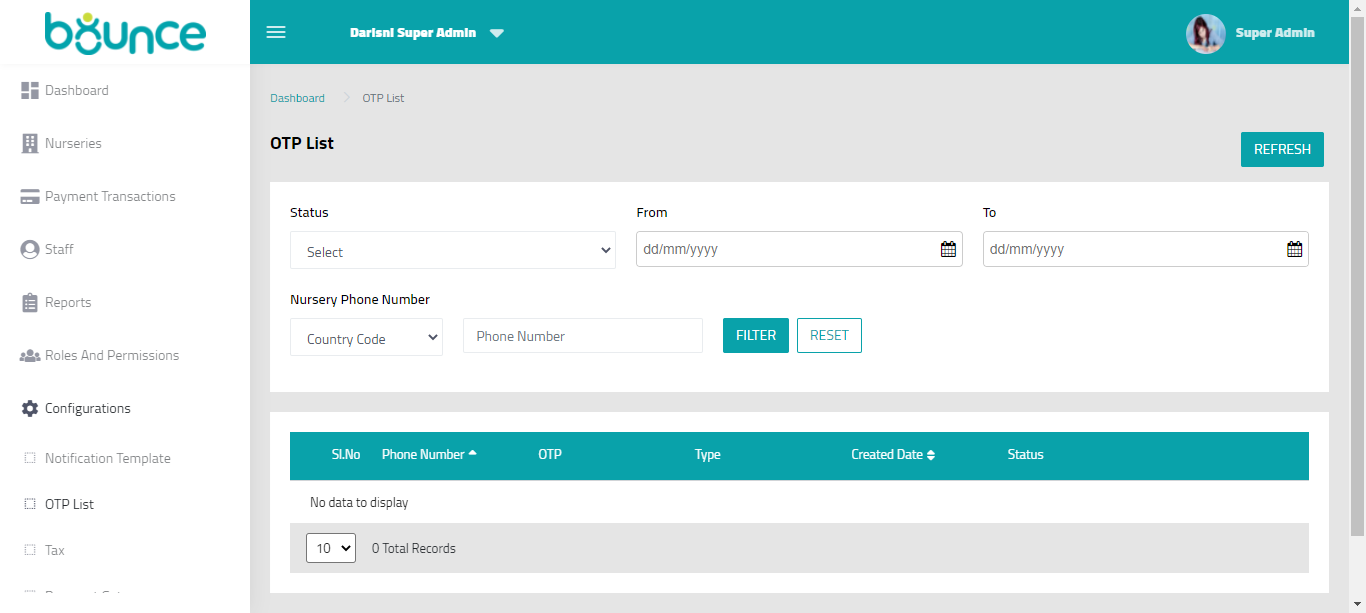 bounce
Darisni Super Admin
Super Admin
Dashboard
Nurseries
Payment Transactions
Staff
Reports
Roles And Permissions
Configurations
Notification Template
OTP List
Tax
Dashboard OTP List
OTP List
REFRESH
Status From To
Select dd/mm/yyyy dd/mm/yyyy
Nursery Phone Number
Country Code Phone Number FILTER RESET
Sl.No Phone Number OTP Type Created Date Status
No data to display
10 0 Total Records